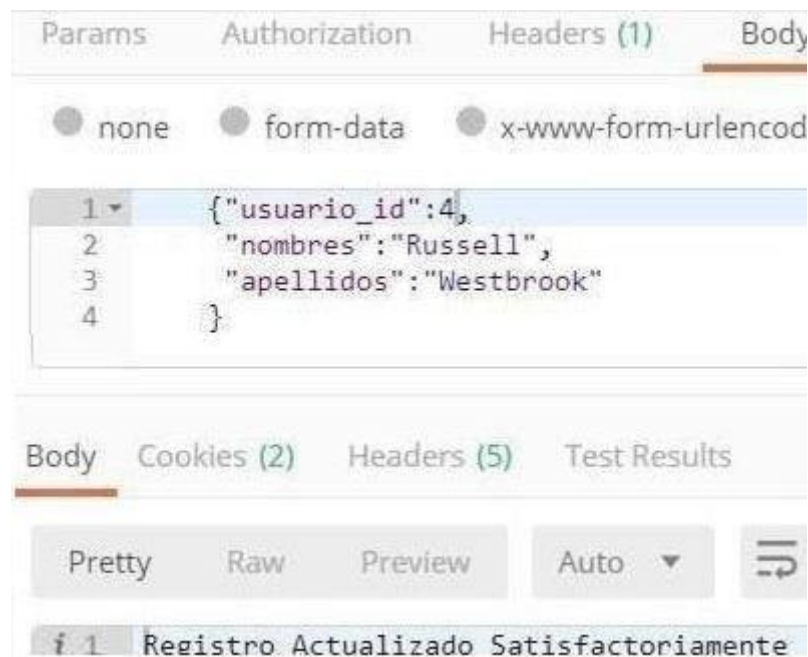 Params Authorization Headers (1) Body
none form-data x-www-form-urlencod
1 {"usuario_id":4,
2 "nombres":"Russell",
3 "apellidos":"Westbrook"
4 }
Body Cookies (2) Headers (5) Test Results
Pretty Raw Preview Auto
i 1 Registro Actualizado Satisfactoriamente